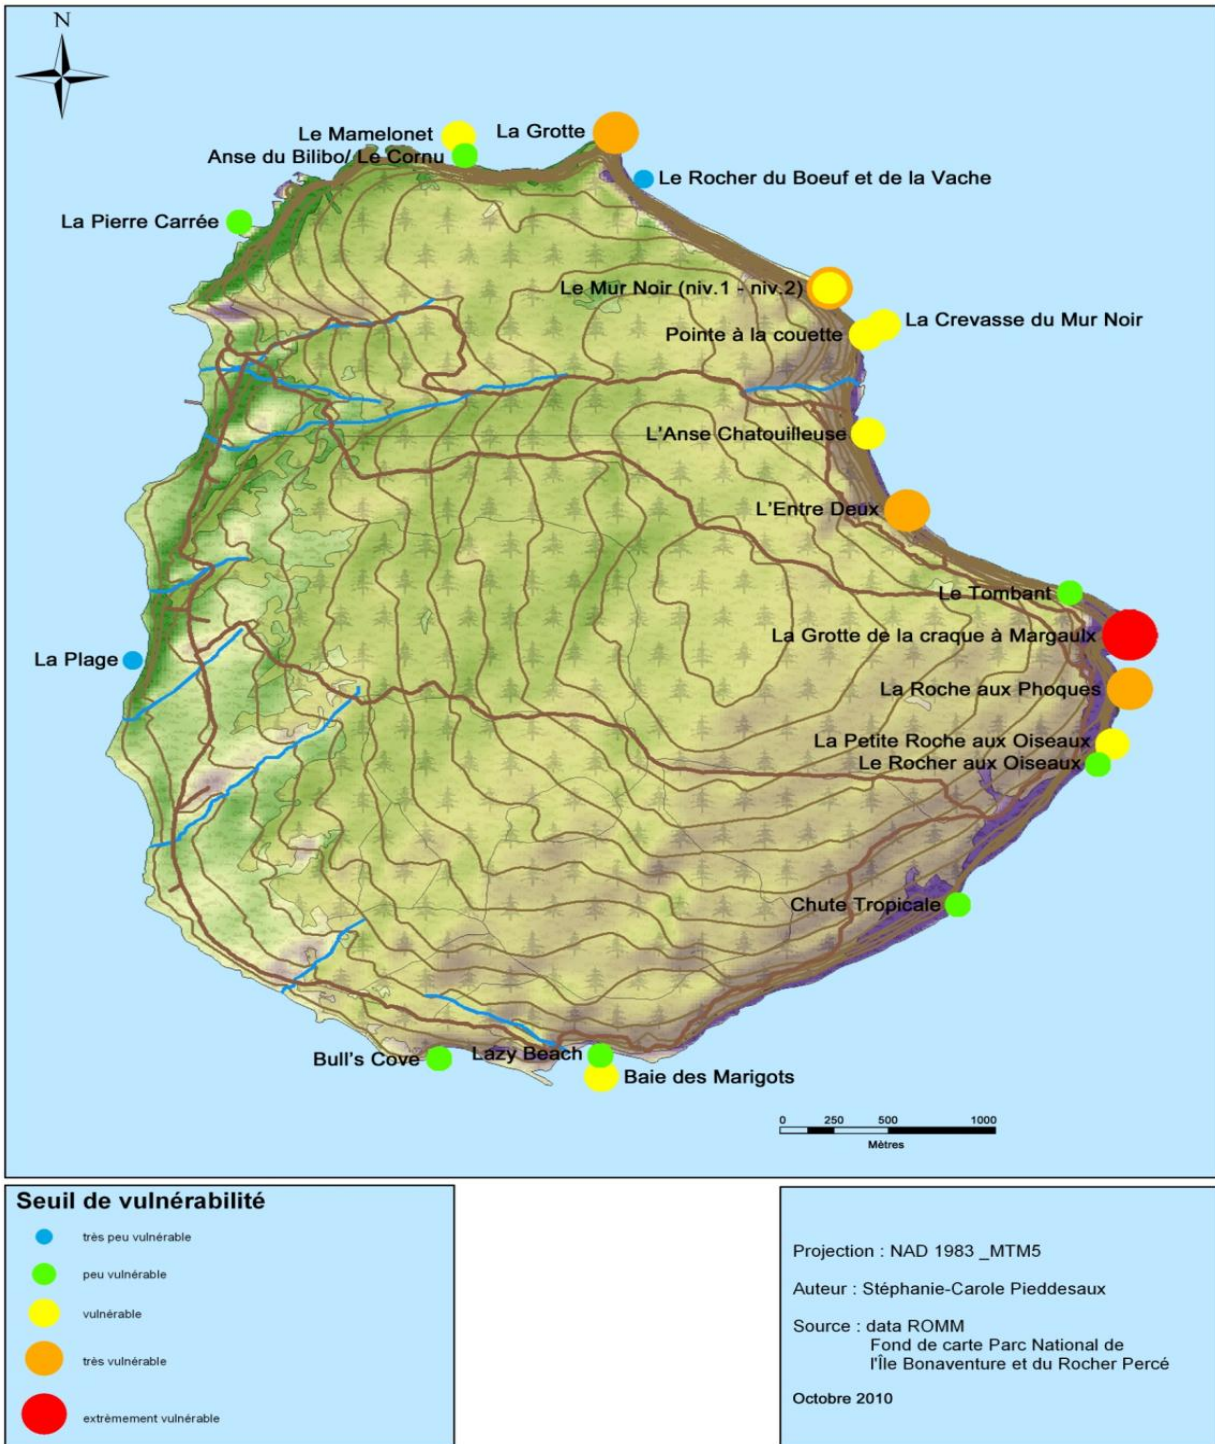 N
Le Mamelonet
La Grotte
Anse du Bilibo/ Le Cornu
Le Rocher du Boeuf et de la Vache
La Pierre Carrée
Le Mur Noir (niv.1 - niv.2)
La Crevasse du Mur Noir
Pointe à la couette
L'Anse Chatouilleuse
L'Entre Deux
Le Tombant
La Grotte de la craque à Margaulx
La Plage
La Roche aux Phoques
La Petite Roche aux Oiseaux
Le Rocher aux Oiseaux
Chute Tropicale
Bull's Cove
Lazy Beach
Baie des Marigots
0 250 500 1000
Mètres
Seuil de vulnérabilité
très peu vulnérable
peu vulnérable
vulnérable
très vulnérable
extrèmement vulnérable
Projection : NAD 1983 _MTM5
Auteur : Stéphanie-Carole Pieddesaux
Source : data ROMM
Fond de carte Parc National de
l'Île Bonaventure et du Rocher Percé
Octobre 2010